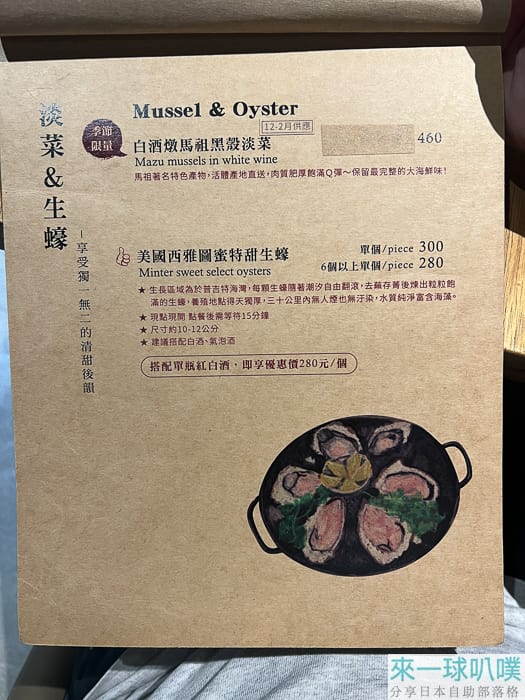 淡菜&生蠔
–享受獨一無二的清甜後韻
Mussel & Oyster
季節
限量
12-2月供應
白酒燉馬祖黑殼淡菜
460
Mazu mussels in white wine
馬祖著名特色產物,活體產地直送,肉質肥厚飽滿Q彈～保留最完整的大海鮮味!
美國西雅圖蜜特甜生蠔
單個/piece 300
Minter sweet select oysters
6個以上單個/piece 280
★ 生長區域為於普吉特海灣,每顆生蠔隨著潮汐自由翻滾,去蕪存菁後煉出粒粒飽
滿的生蠔,養殖地點得天獨厚,三十公里內無人煙也無汙染,水質純淨富含海藻。
★ 現點現開 點餐後需等待15分鐘
★ 尺寸約10-12公分
★ 建議搭配白酒、氣泡酒
搭配單瓶紅白酒,即享優惠價280元/個
來一球叭噗
分享日本自助部落格